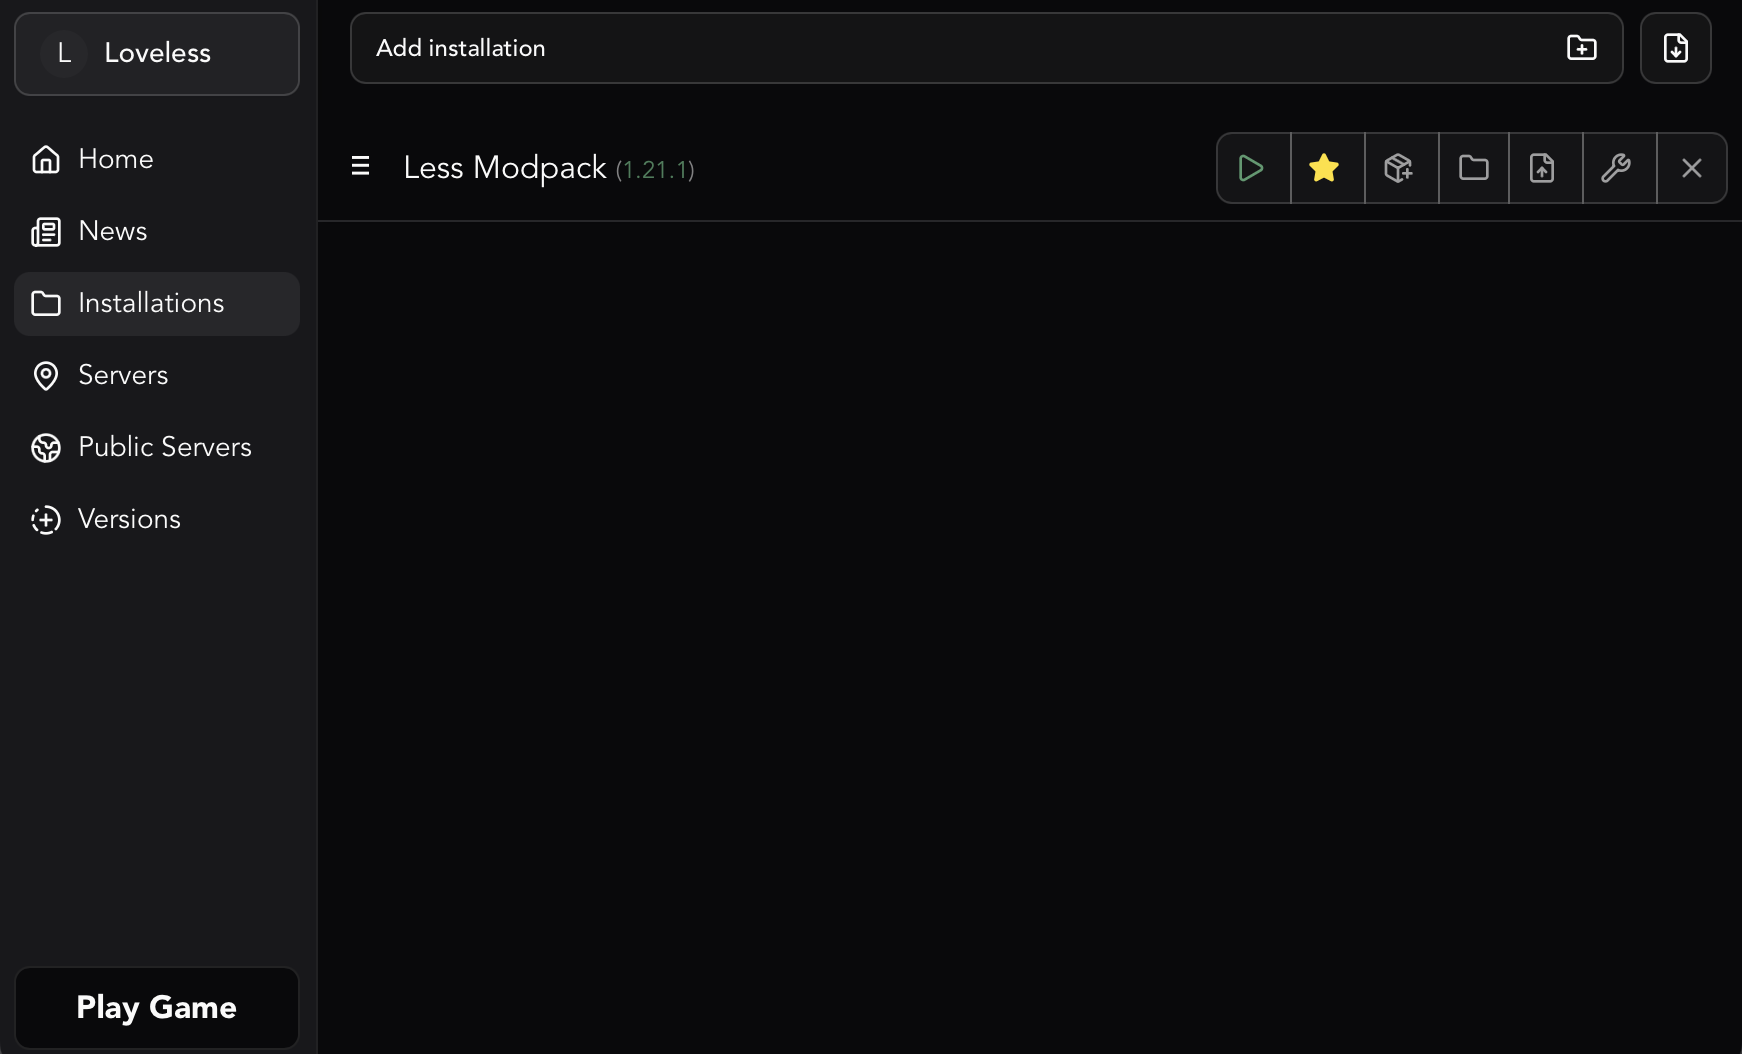 L Loveless
Home
News
Installations
Servers
Public Servers
Versions
Play Game
Add installation
Less Modpack (1.21.1)